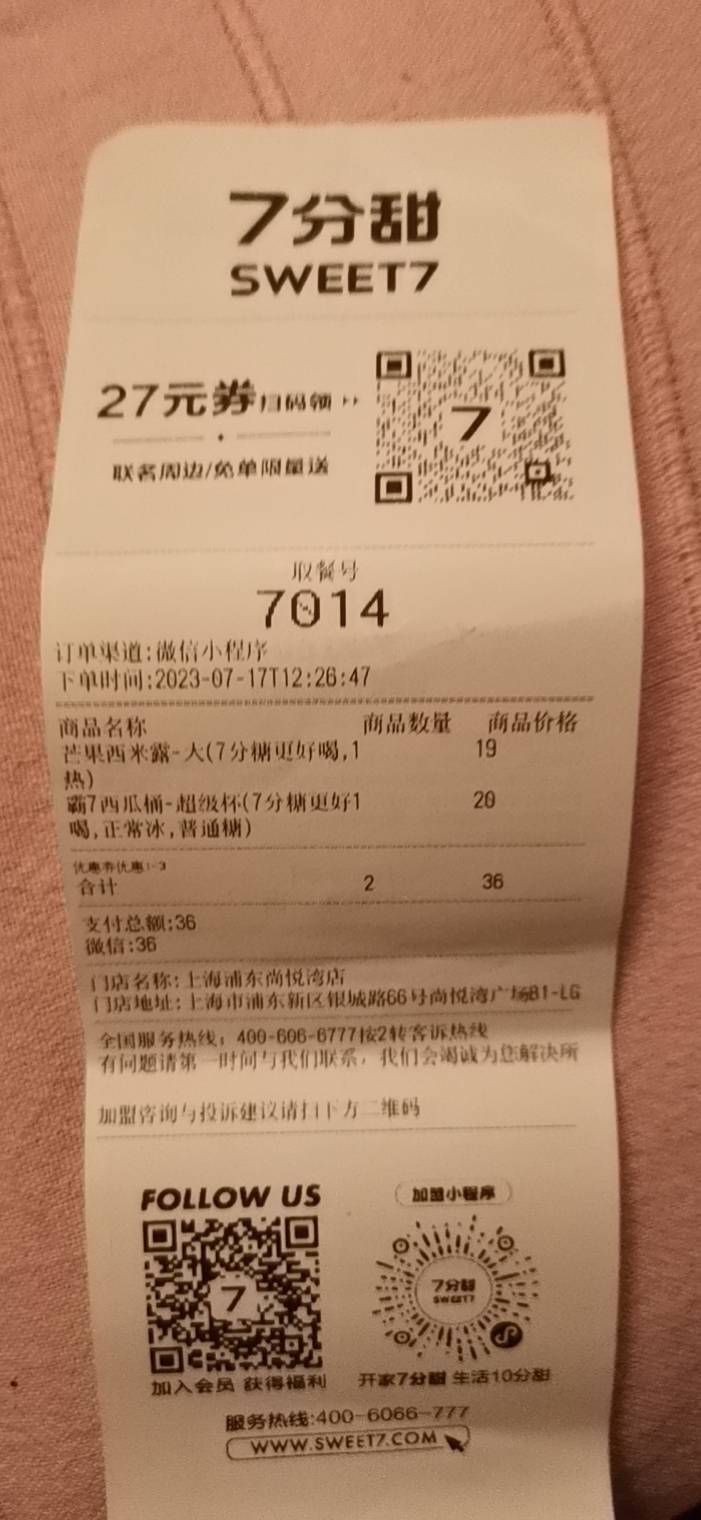 7分甜
SWEET7
27元券扫码领
联名周边/免单限量送
7
取餐号
7014
订单渠道:微信小程序
下单时间:2023-07-17T12:26:47
商品名称 商品数量 商品价格
芒果西米露-大(7分糖更好喝,1 19
热)
霸7西瓜桶-超级杯(7分糖更好1 20
喝,正常冰,普通糖)
优惠券优惠:-3
合计 2 36
支付总额:36
微信:36
门店名称:上海浦东尚悦湾店
门店地址:上海市浦东新区银城路66号尚悦湾广场B1-LG
全国服务热线：400-606-6777按2转客诉热线
有问题请第一时间与我们联系，我们会竭诚为您解决所
加盟咨询与投诉建议请扫下方二维码
FOLLOW US 加盟小程序
7 7分甜
SWEET7
加入会员 获得福利 开家7分甜 生活10分甜
服务热线:400-6066-777
WWW.SWEET7.COM